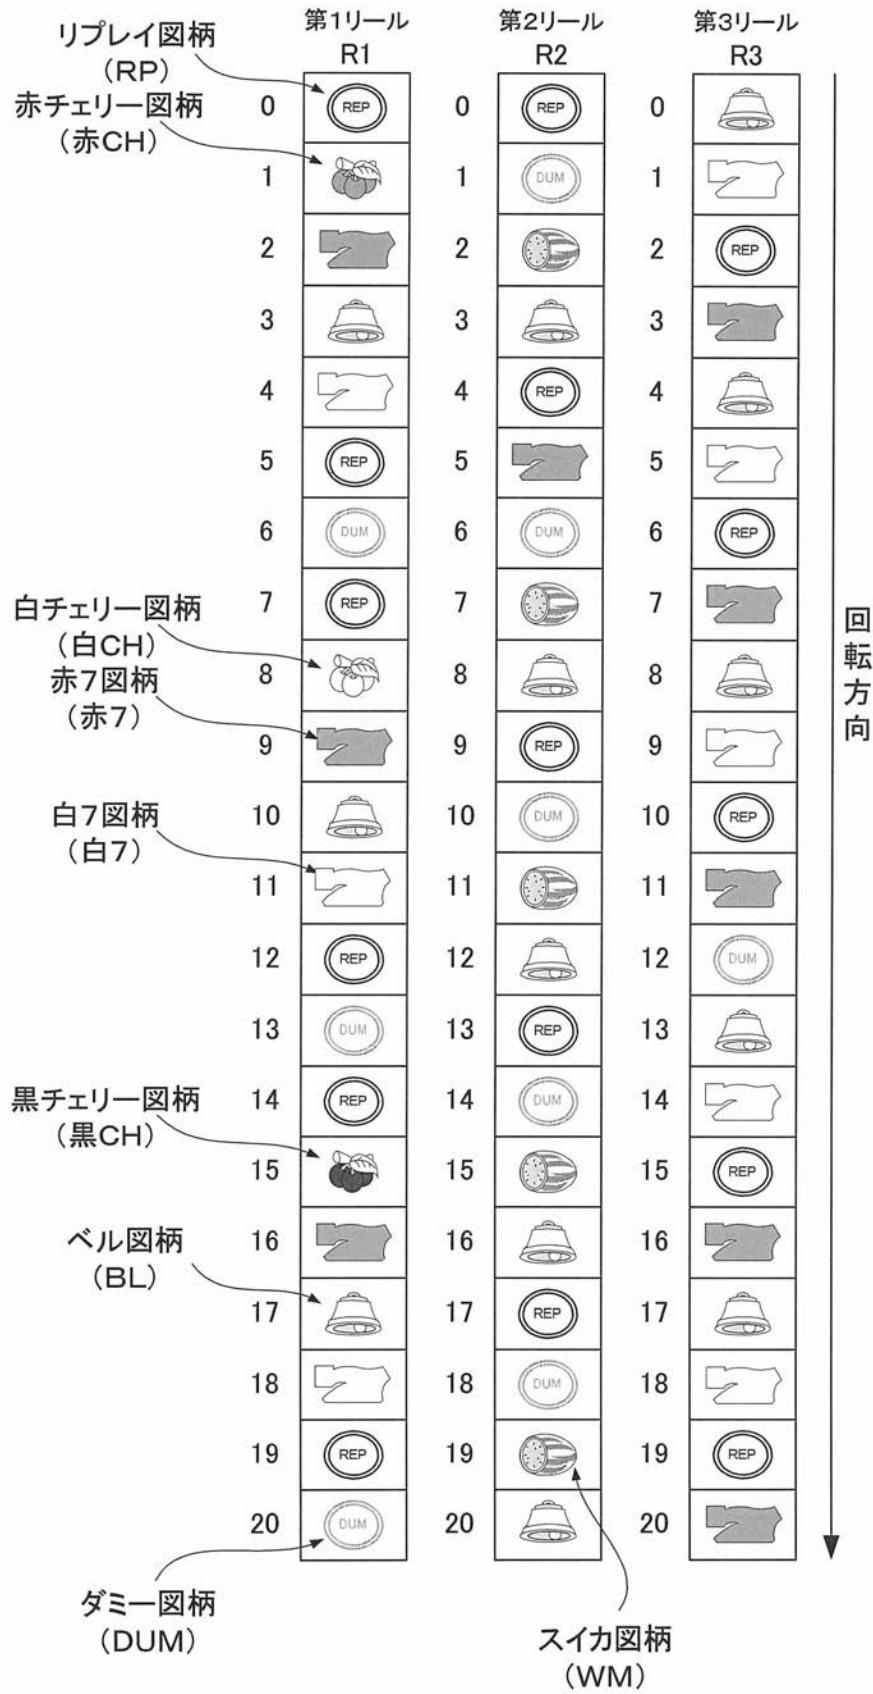 第1リール 第2リール 第3リール
R1 R2 R3
リプレイ図柄
(RP)
赤チェリー図柄
(赤CH)
0 REP 0 REP 0
1 1 DUM 1
2 2 2 REP
3 3 3
4 4 REP 4
5 REP 5 5
6 DUM 6 DUM 6 REP
7 REP 7 7
白チェリー図柄
(白CH)
8 8 8
赤7図柄
(赤7)
9 9 REP 9
10 10 DUM 10 REP
白7図柄
(白7)
11 11 11
12 REP 12 12 DUM
13 DUM 13 REP 13
14 REP 14 DUM 14
黒チェリー図柄
(黒CH)
15 15 15 REP
16 16 16
ベル図柄
(BL)
17 17 REP 17
18 18 DUM 18
19 REP 19 19 REP
20 DUM 20 20
回転方向
ダミー図柄
(DUM)
スイカ図柄
(WM)